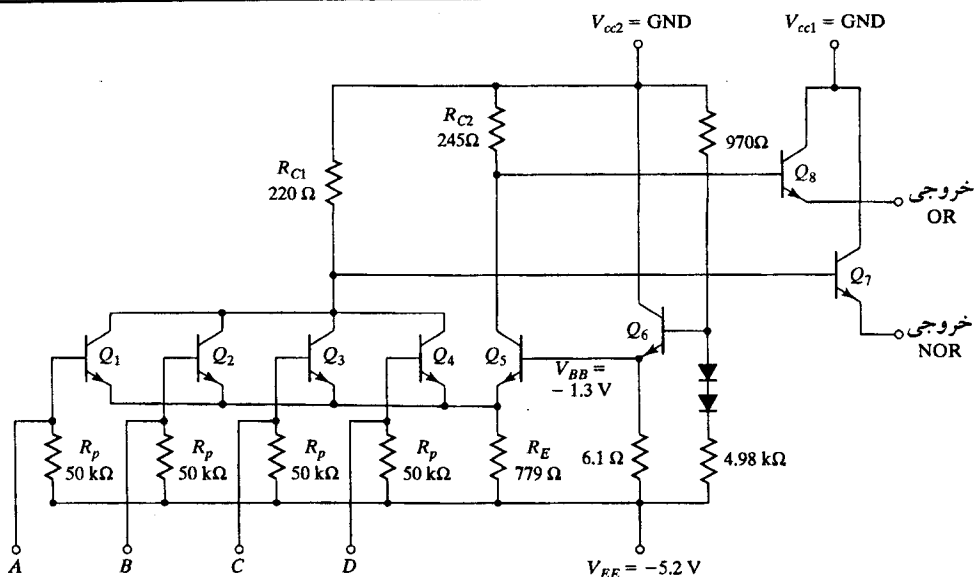 V_cc2 = GND
V_cc1 = GND
R_C2
245Ω
970Ω
R_C1
220 Ω
Q_8
خروجی
OR
Q_7
خروجی
NOR
Q_1
Q_2
Q_3
Q_4
Q_5
Q_6
V_BB =
– 1.3 V
R_p
50 kΩ
R_p
50 kΩ
R_p
50 kΩ
R_p
50 kΩ
R_E
779 Ω
6.1 Ω
4.98 kΩ
A
B
C
D
V_EE = –5.2 V